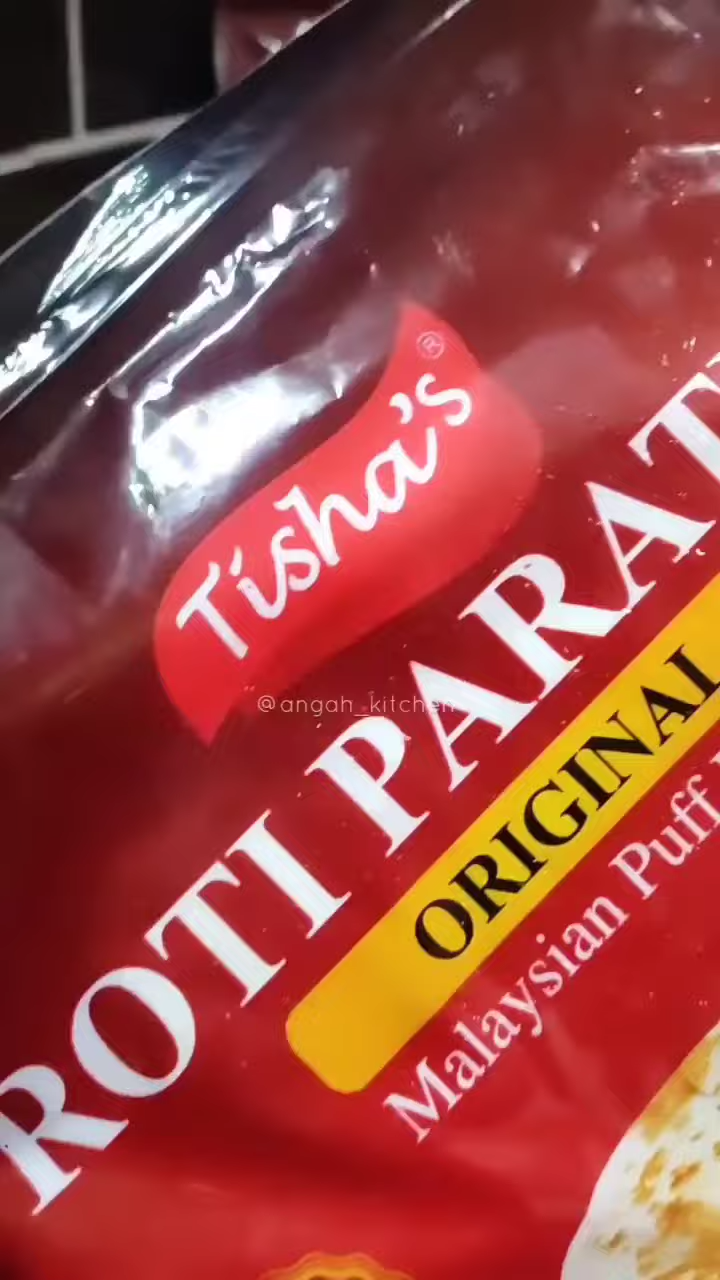 Tisha's®
ROTI PARAT
@angah_kitchen
ORIGINAL
Malaysian Puff